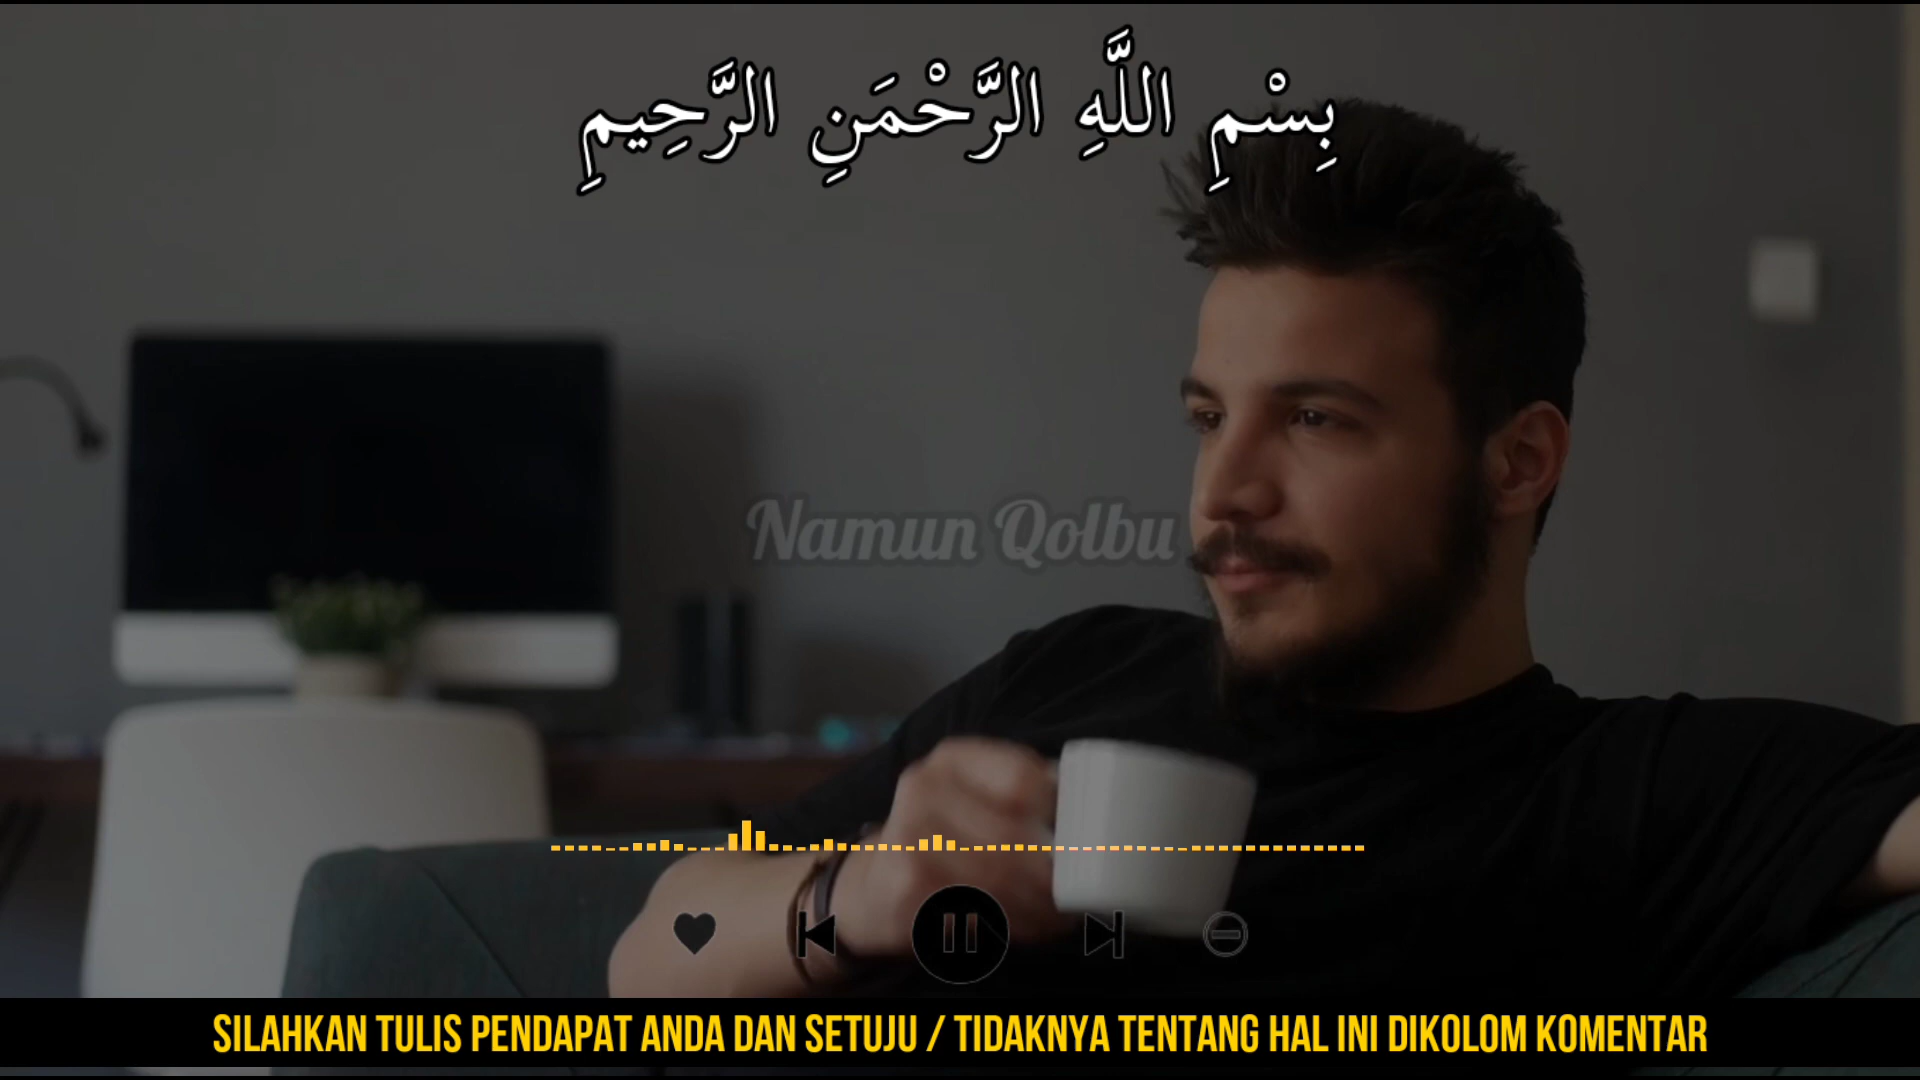 بِسْمِ اللَّهِ الرَّحْمَنِ الرَّحِيمِ
Namun Qolbu
SILAHKAN TULIS PENDAPAT ANDA DAN SETUJU / TIDAKNYA TENTANG HAL INI DIKOLOM KOMENTAR